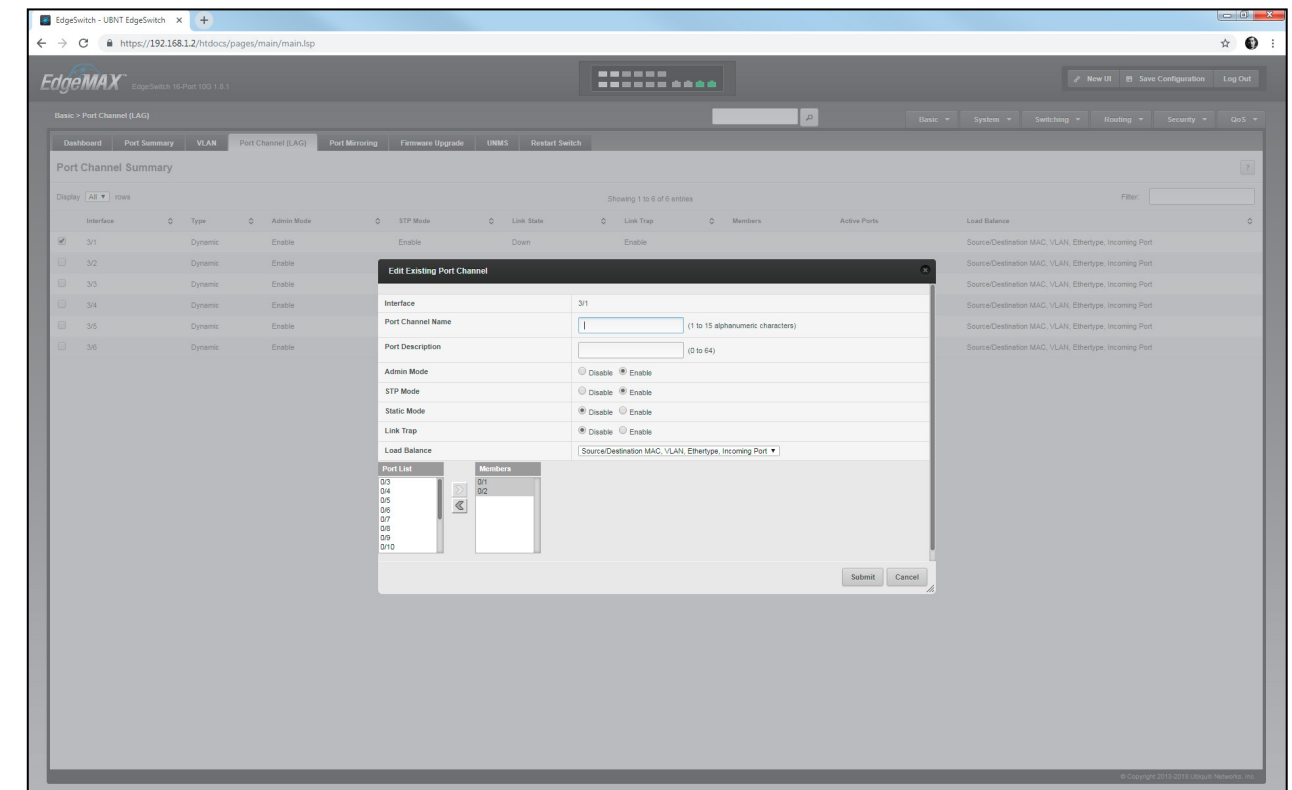 EdgeSwitch - UBNT EdgeSwitch
https://192.168.1.2/htdocs/pages/main/main.lsp
EdgeMAX EdgeSwitch 16-Port 10G 1.8.1
New UI Save Configuration Log Out
Basic > Port Channel (LAG)
Basic System Switching Routing Security QoS
Dashboard Port Summary VLAN Port Channel (LAG) Port Mirroring Firmware Upgrade UNMS Restart Switch
Port Channel Summary ?
Display All rows Showing 1 to 6 of 6 entries Filter:
Interface Type Admin Mode STP Mode Link State Link Trap Members Active Ports Load Balance
3/1 Dynamic Enable Enable Down Enable Source/Destination MAC, VLAN, Ethertype, Incoming Port
3/2 Dynamic Enable Source/Destination MAC, VLAN, Ethertype, Incoming Port
3/3 Dynamic Enable Source/Destination MAC, VLAN, Ethertype, Incoming Port
3/4 Dynamic Enable Source/Destination MAC, VLAN, Ethertype, Incoming Port
3/5 Dynamic Enable Source/Destination MAC, VLAN, Ethertype, Incoming Port
3/6 Dynamic Enable Source/Destination MAC, VLAN, Ethertype, Incoming Port
Edit Existing Port Channel
Interface 3/1
Port Channel Name (1 to 15 alphanumeric characters)
Port Description (0 to 64)
Admin Mode Disable Enable
STP Mode Disable Enable
Static Mode Disable Enable
Link Trap Disable Enable
Load Balance Source/Destination MAC, VLAN, Ethertype, Incoming Port
Port List Members
0/3 0/1
0/4 0/2
0/5
0/6
0/7
0/8
0/9
0/10
Submit Cancel
© Copyright 2013-2018 Ubiquiti Networks, Inc.